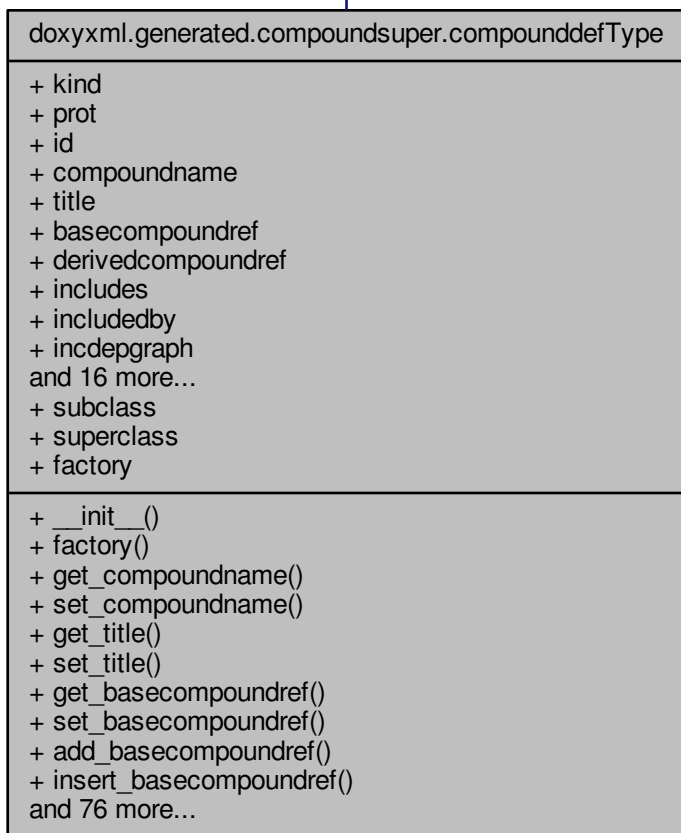 doxyxml.generated.compoundsuper.compounddefType
+ kind
+ prot
+ id
+ compoundname
+ title
+ basecompoundref
+ derivedcompoundref
+ includes
+ includedby
+ incdepgraph
and 16 more...
+ subclass
+ superclass
+ factory
+ __init__()
+ factory()
+ get_compoundname()
+ set_compoundname()
+ get_title()
+ set_title()
+ get_basecompoundref()
+ set_basecompoundref()
+ add_basecompoundref()
+ insert_basecompoundref()
and 76 more...